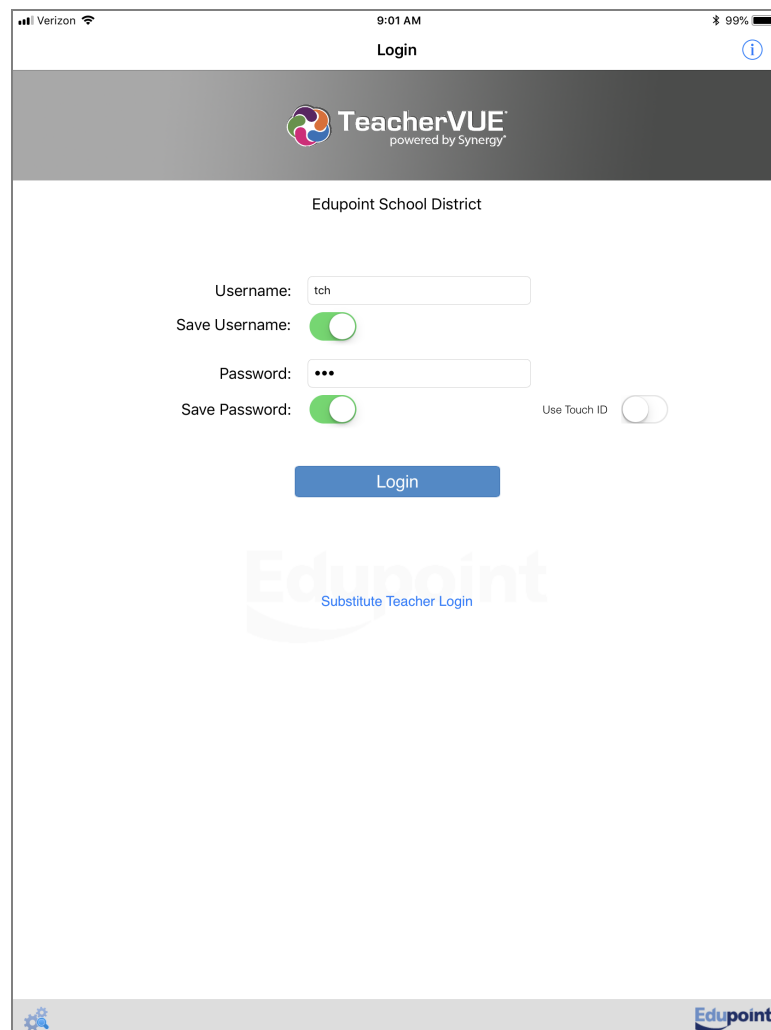 Verizon 9:01 AM 99%
Login
TeacherVUE
powered by Synergy
Edupoint School District
Username: tch
Save Username:
Password: •••
Save Password: Use Touch ID
Login
Edupoint
Substitute Teacher Login
Edupoint